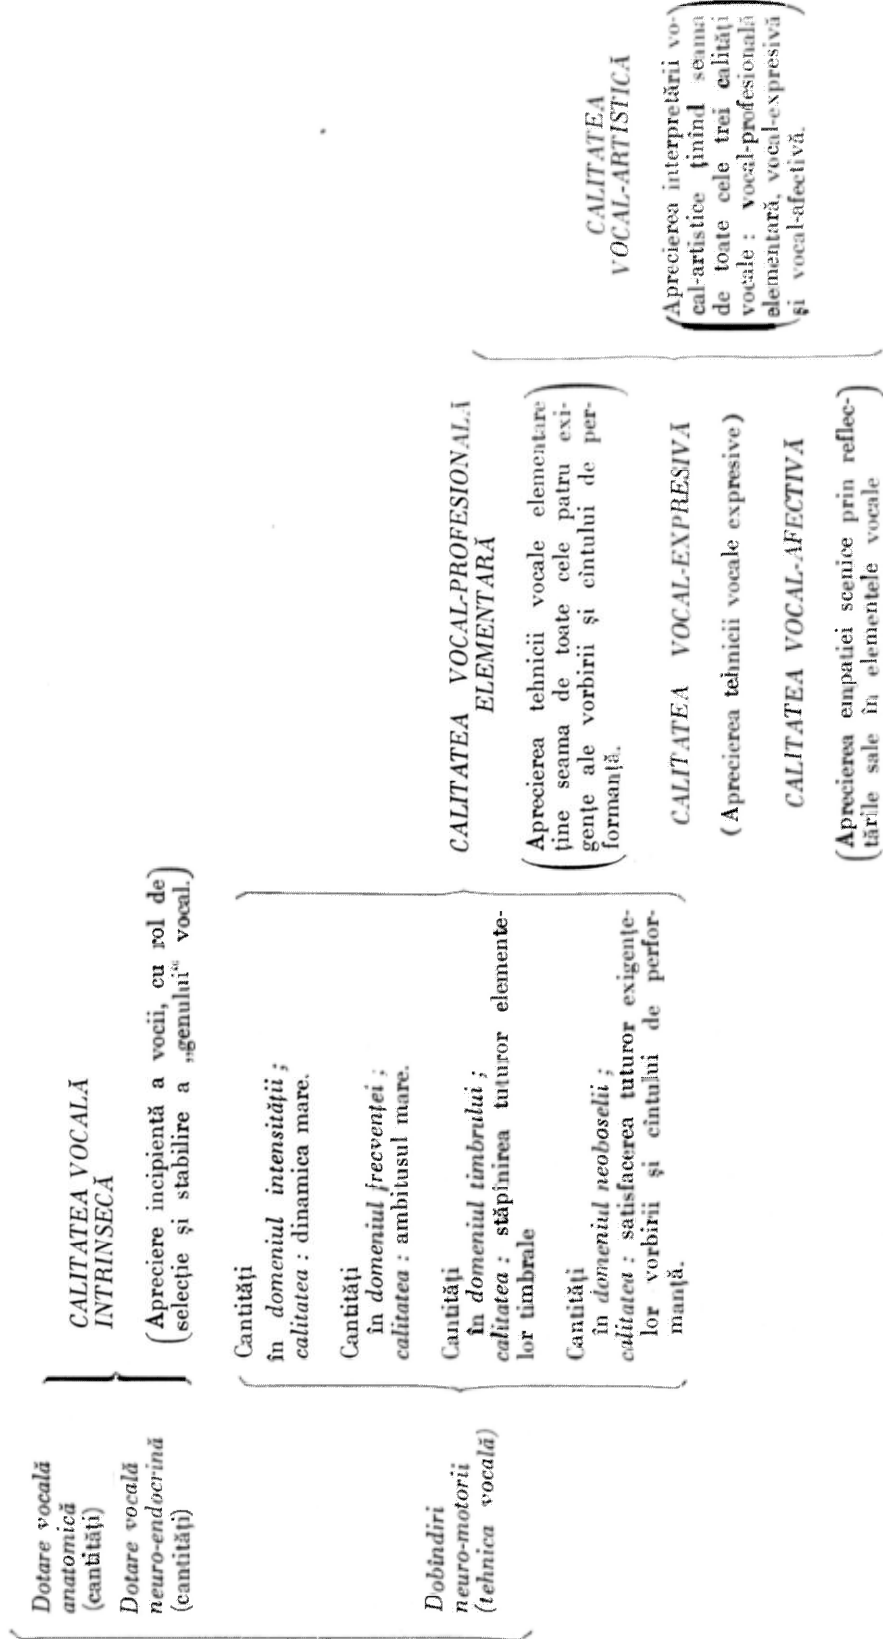 Dotare vocală
anatomică
(cantități)
Dotare vocală
neuro-endocrină
(cantități)
Dobîndiri
neuro-motorii
(tehnica vocală)
CALITATEA VOCALĂ
INTRINSECĂ
(Apreciere incipientă a vocii, cu rol de
selecție și stabilire a „genului“ vocal.)
Cantități
în domeniul intensității ;
calitatea : dinamica mare.
Cantități
în domeniul frecvenței ;
calitatea : ambitusul mare.
Cantități
în domeniul timbrului ;
calitatea : stăpînirea tuturor elemente-
lor timbrale
Cantități
în domeniul neoboselii ;
calitatea : satisfacerea tuturor exigențe-
lor vorbirii și cîntului de perfor-
manță.
CALITATEA VOCAL-PROFESIONALĂ
ELEMENTARĂ
(Aprecierea tehnicii vocale elementare
ține seama de toate cele patru exi-
gențe ale vorbirii și cîntului de per-
formanță.)
CALITATEA VOCAL-EXPRESIVĂ
(Aprecierea tehnicii vocale expresive)
CALITATEA VOCAL-AFECTIVĂ
(Aprecierea empatiei scenice prin reflec-
tările sale în elementele vocale)
CALITATEA
VOCAL-ARTISTICĂ
(Aprecierea interpretării vo-
cal-artistice ținînd seama
de toate cele trei calități
vocale : vocal-profesională
elementară, vocal-expresivă
și vocal-afectivă.)